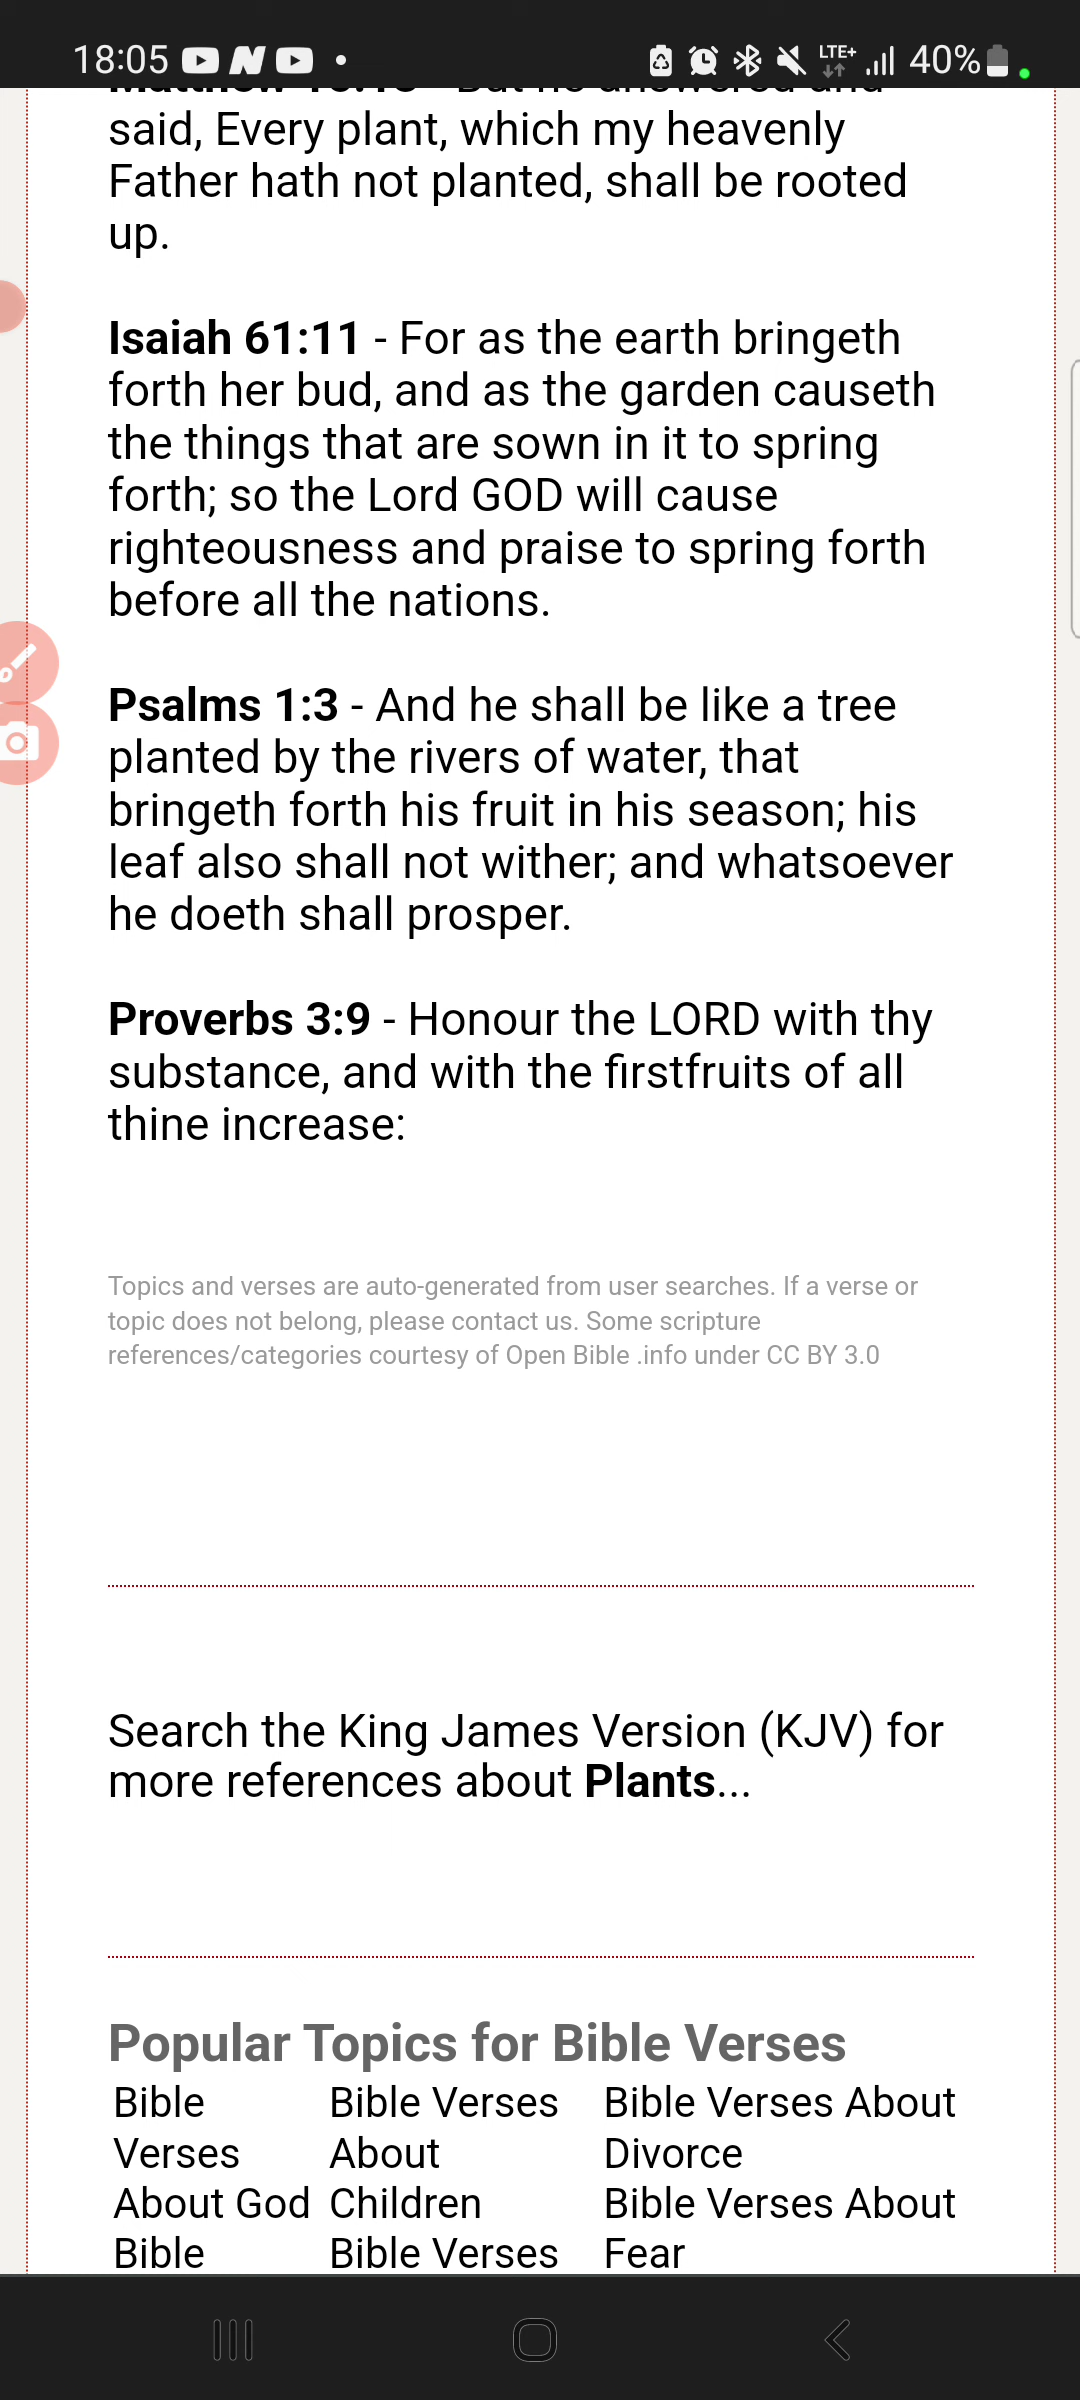 18:05 LTE+ 40%
said, Every plant, which my heavenly
Father hath not planted, shall be rooted
up.
Isaiah 61:11 - For as the earth bringeth
forth her bud, and as the garden causeth
the things that are sown in it to spring
forth; so the Lord GOD will cause
righteousness and praise to spring forth
before all the nations.
Psalms 1:3 - And he shall be like a tree
planted by the rivers of water, that
bringeth forth his fruit in his season; his
leaf also shall not wither; and whatsoever
he doeth shall prosper.
Proverbs 3:9 - Honour the LORD with thy
substance, and with the firstfruits of all
thine increase:
Topics and verses are auto-generated from user searches. If a verse or
topic does not belong, please contact us. Some scripture
references/categories courtesy of Open Bible .info under CC BY 3.0
Search the King James Version (KJV) for
more references about Plants...
Popular Topics for Bible Verses
Bible Bible Verses Bible Verses About
Verses About Divorce
About God Children Bible Verses About
Bible Bible Verses Fear